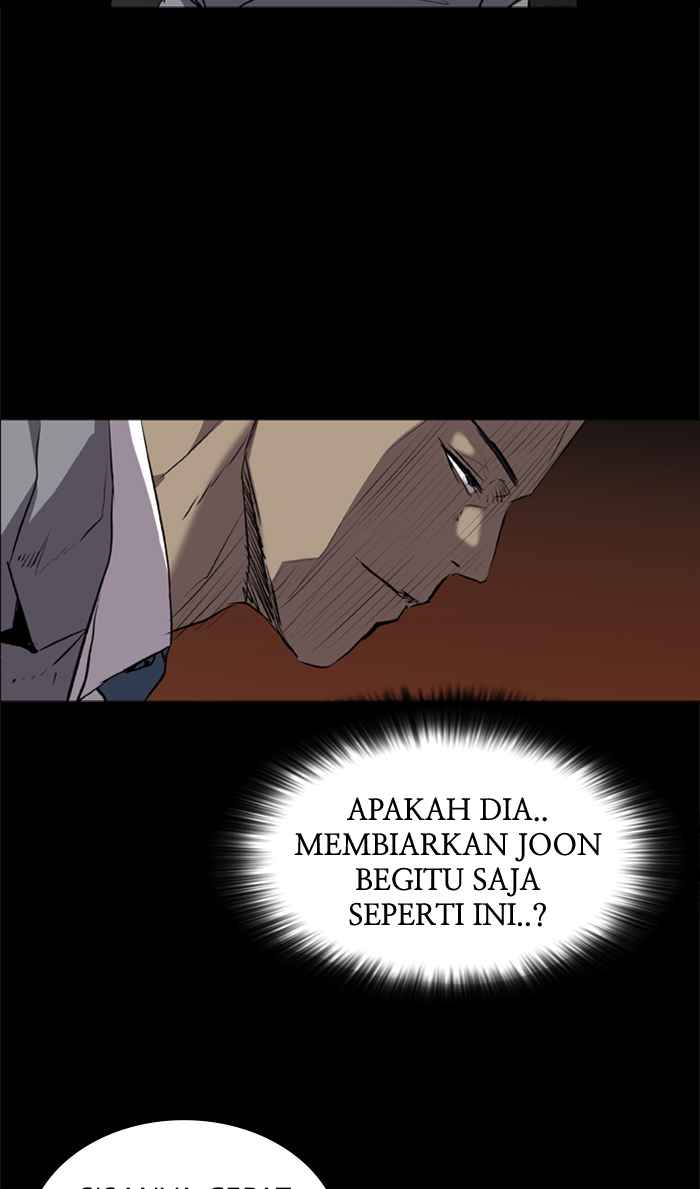 APAKAH DIA..
MEMBIARKAN JOON
BEGITU SAJA
SEPERTI INI..?